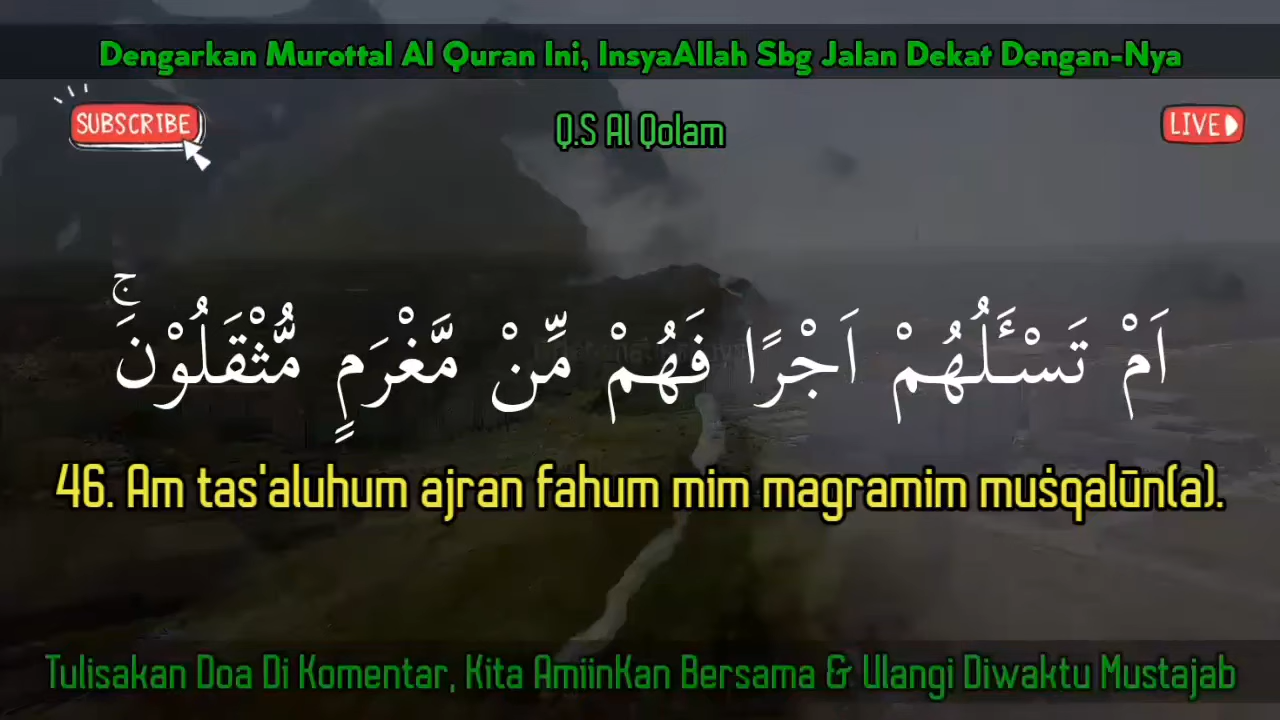 Dengarkan Murottal Al Quran Ini, InsyaAllah Sbg Jalan Dekat Dengan-Nya
SUBSCRIBE
Q.S Al Qolam
LIVE
اَمْ تَسْـَٔلُهُمْ اَجْرًا فَهُمْ مِّنْ مَّغْرَمٍ مُّثْقَلُوْنَۚ
46. Am tas'aluhum ajran fahum mim magramim muṡqalūn(a).
Tulisakan Doa Di Komentar, Kita AmiinKan Bersama & Ulangi Diwaktu Mustajab